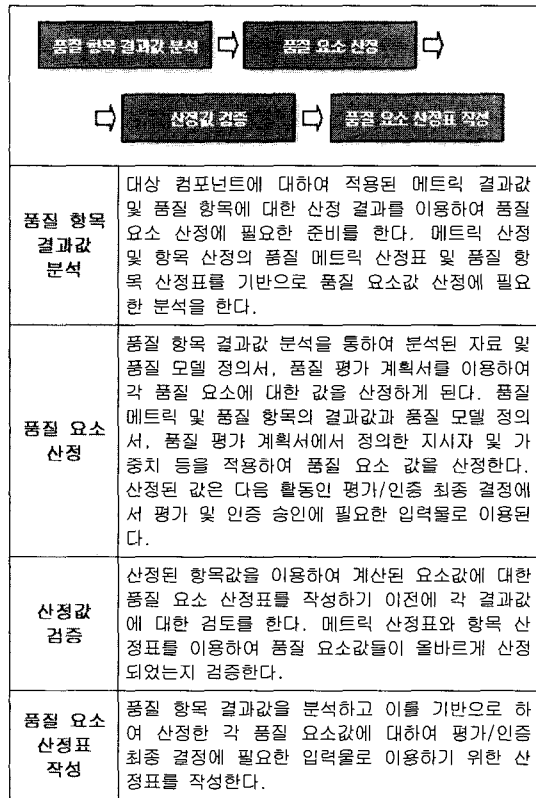 품질 항목 결과값 분석 ⇨ 품질 요소 산정 ⇨
⇨ 산정값 검증 ⇨ 품질 요소 산정표 작성
품질 항목
결과값
분석
대상 컴포넌트에 대하여 적용된 메트릭 결과값
및 품질 항목에 대한 산정 결과를 이용하여 품질
요소 산정에 필요한 준비를 한다. 메트릭 산정
및 항목 산정의 품질 메트릭 산정표 및 품질 항
목 산정표를 기반으로 품질 요소값 산정에 필요
한 분석을 한다.
품질 요소
산정
품질 항목 결과값 분석을 통하여 분석된 자료 및
품질 모델 정의서, 품질 평가 계획서를 이용하여
각 품질 요소에 대한 값을 산정하게 된다. 품질
메트릭 및 품질 항목의 결과값과 품질 모델 정의
서, 품질 평가 계획서에서 정의한 지시자 및 가
중치 등을 적용하여 품질 요소 값을 산정한다.
산정된 값은 다음 활동인 평가/인증 최종 결정에
서 평가 및 인증 승인에 필요한 입력물로 이용된
다.
산정값
검증
산정된 항목값을 이용하여 계산된 요소값에 대한
품질 요소 산정표를 작성하기 이전에 각 결과값
에 대한 검토를 한다. 메트릭 산정표와 항목 산
정표를 이용하여 품질 요소값들이 올바르게 산정
되었는지 검증한다.
품질 요소
산정표
작성
품질 항목 결과값을 분석하고 이를 기반으로 하
여 산정한 각 품질 요소값에 대하여 평가/인증
최종 결정에 필요한 입력물로 이용하기 위한 산
정표를 작성한다.